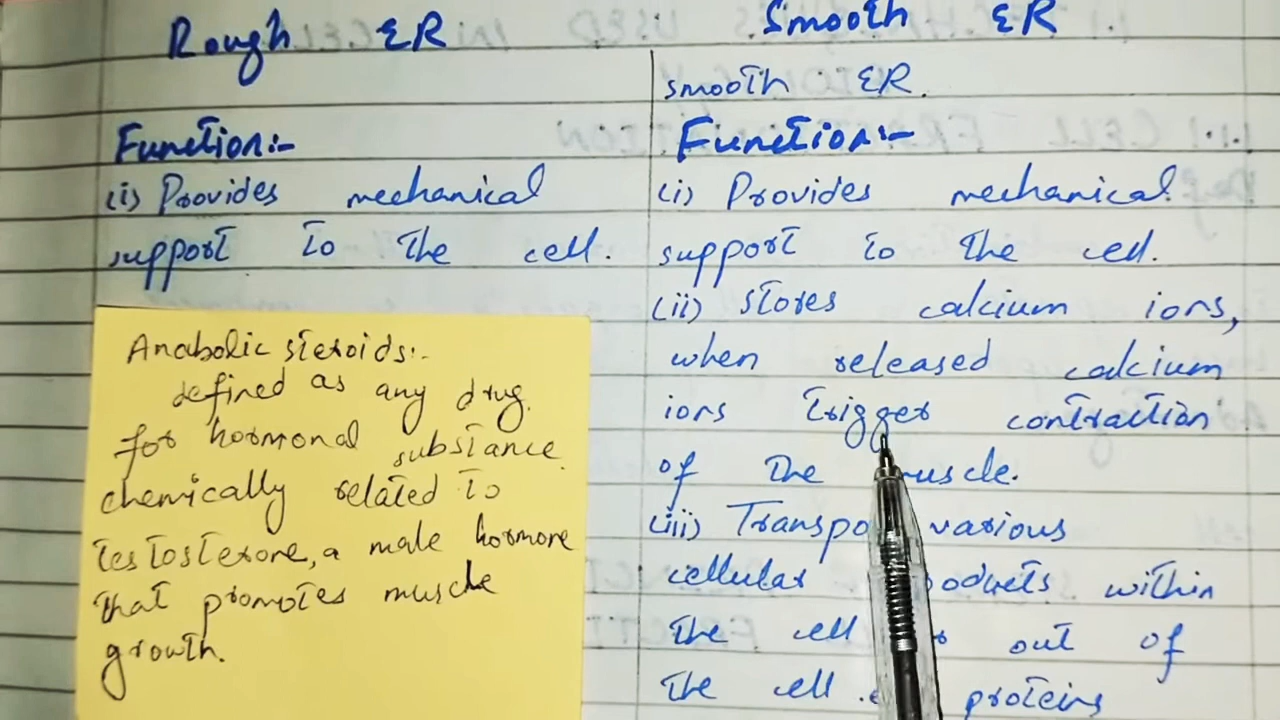 Rough ER
Function:-
(i) Provides mechanical
support to the cell.
Anabolic steroids:-
defined as any drug
for hormonal substance
chemically related to
testosterone, a male hormone
that promotes muscle
growth.
Smooth ER
smooth ER.
Function:-
(i) Provides mechanical
support to the cell.
(ii) stores calcium ions,
when released calcium
ions trigger contraction
of the muscle.
(iii) Transport various
cellular products within
the cell out of
the cell proteins